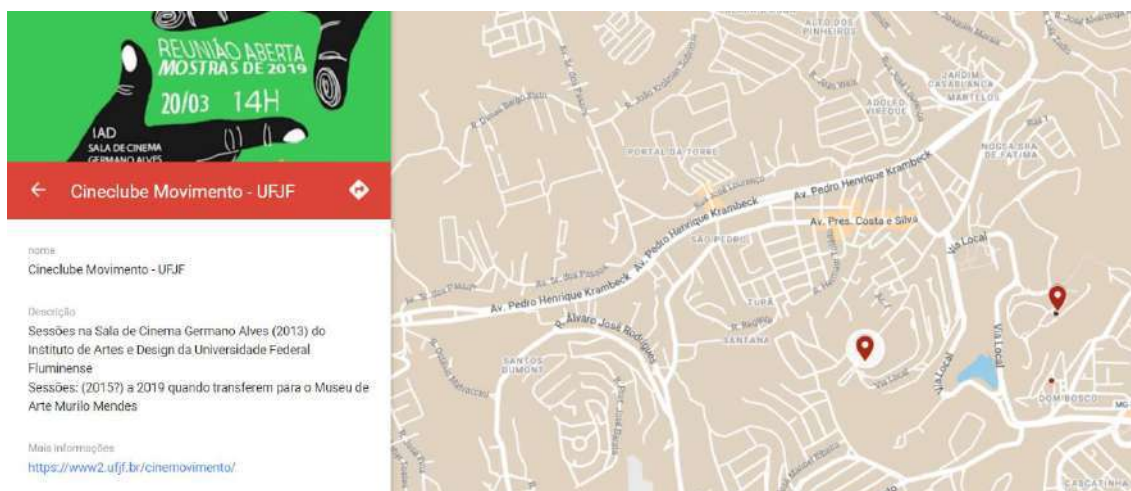 REUNIÃO ABERTA
MOSTRAS DE 2019
20/03 14H
IAD
SALA DE CINEMA
GERMANO ALVES
Cineclube Movimento - UFJF
nome
Cineclube Movimento - UFJF
Descrição
Sessões na Sala de Cinema Germano Alves (2013) do
Instituto de Artes e Design da Universidade Federal
Fluminense
Sessões: (2015?) a 2019 quando transferem para o Museu de
Arte Murilo Mendes
Mais informações
https://www2.ufjf.br/cinemovimento/
ALTO DOS
PINHEIROS
JARDIM
CASABLANCA
MARTELOS
ADOLFO
VIREQUE
NOSSA SRA
DE FATIMA
PORTAL DA TORRE
Av. Pedro Henrique Krambeck
Av. Pres. Costa e Silva
SÃO PEDRO
Av. Pedro Henrique Krambeck
Via Local
Av. Pedro Henrique Krambeck
TUPÃ
R. Álvaro José Rodrigues
SANTANA
SANTOS
DUMONT
Via Local
Via Local
Via Local
DOM BOSCO
MG
CASCATINHA